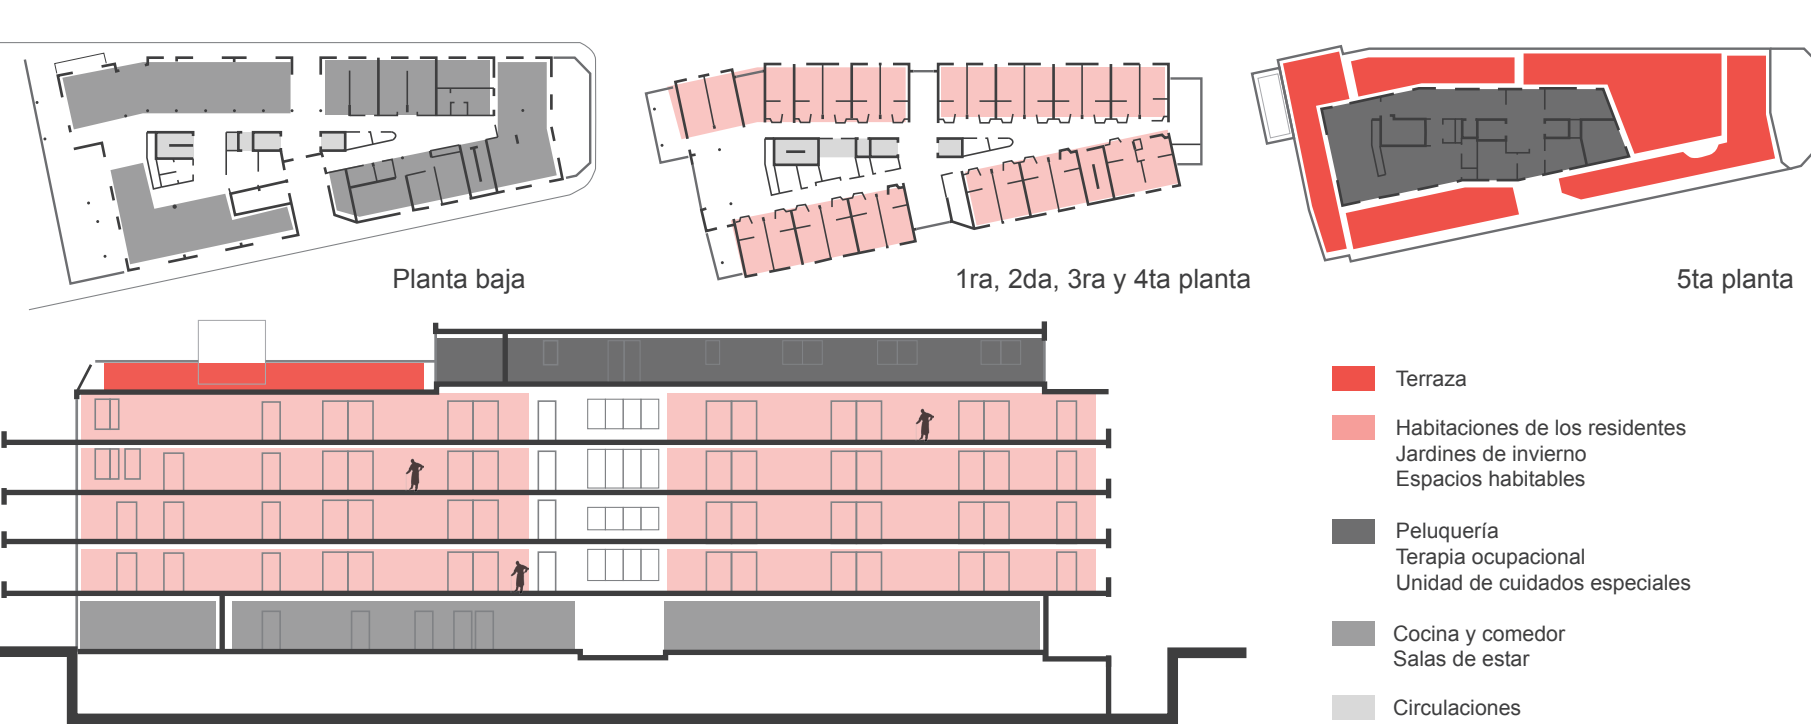 Planta baja
1ra, 2da, 3ra y 4ta planta
5ta planta
Terraza
Habitaciones de los residentes
Jardines de invierno
Espacios habitables
Peluquería
Terapia ocupacional
Unidad de cuidados especiales
Cocina y comedor
Salas de estar
Circulaciones